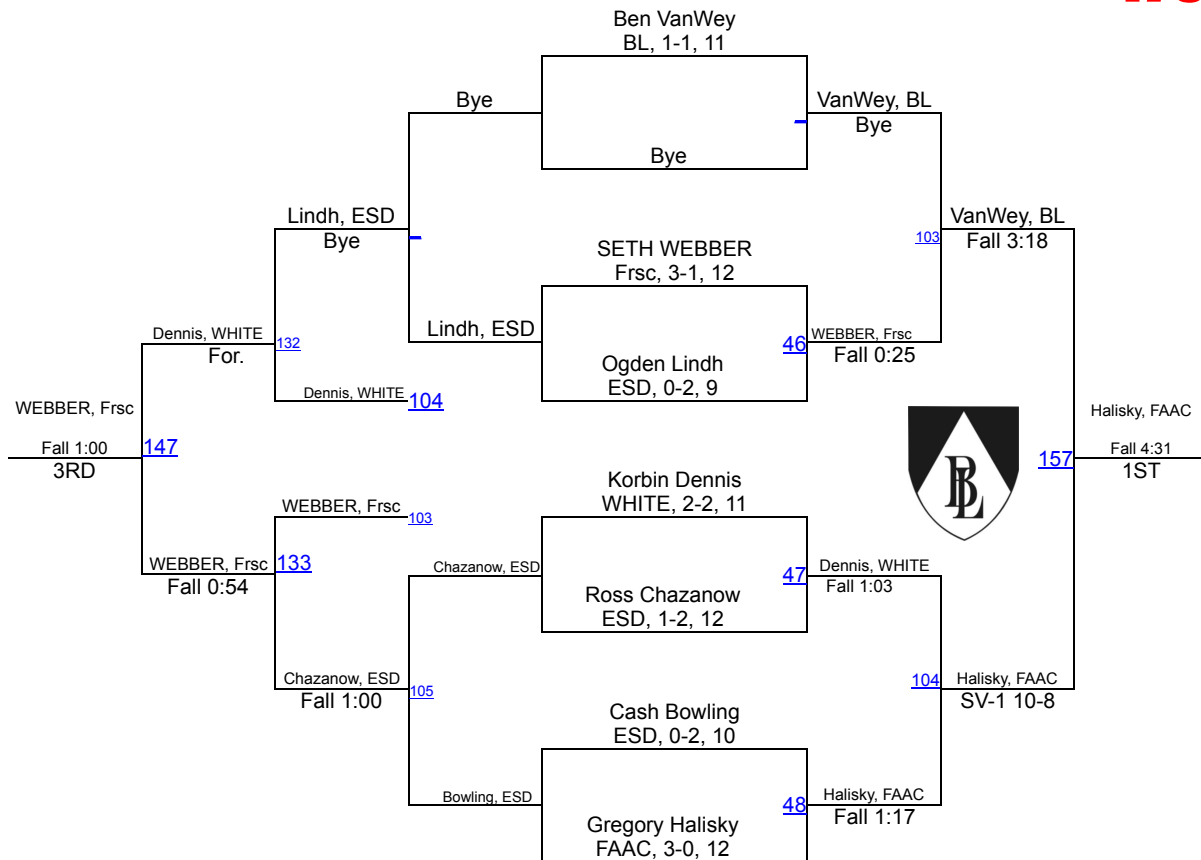 Ben VanWey
BL, 1-1, 11
Bye
VanWey, BL
Bye
Bye
Lindh, ESD
Bye
VanWey, BL
103
Fall 3:18
SETH WEBBER
Frsc, 3-1, 12
Lindh, ESD
46
WEBBER, Frsc
Fall 0:25
Dennis, WHITE
132
For.
Ogden Lindh
ESD, 0-2, 9
Dennis, WHITE
104
WEBBER, Frsc
Fall 1:00
147
3RD
BL
Halisky, FAAC
157
Fall 4:31
1ST
Korbin Dennis
WHITE, 2-2, 11
WEBBER, Frsc
103
WEBBER, Frsc
133
Fall 0:54
Chazanow, ESD
47
Dennis, WHITE
Fall 1:03
Ross Chazanow
ESD, 1-2, 12
Chazanow, ESD
105
Fall 1:00
104
Halisky, FAAC
SV-1 10-8
Cash Bowling
ESD, 0-2, 10
Bowling, ESD
48
Halisky, FAAC
Fall 1:17
Gregory Halisky
FAAC, 3-0, 12